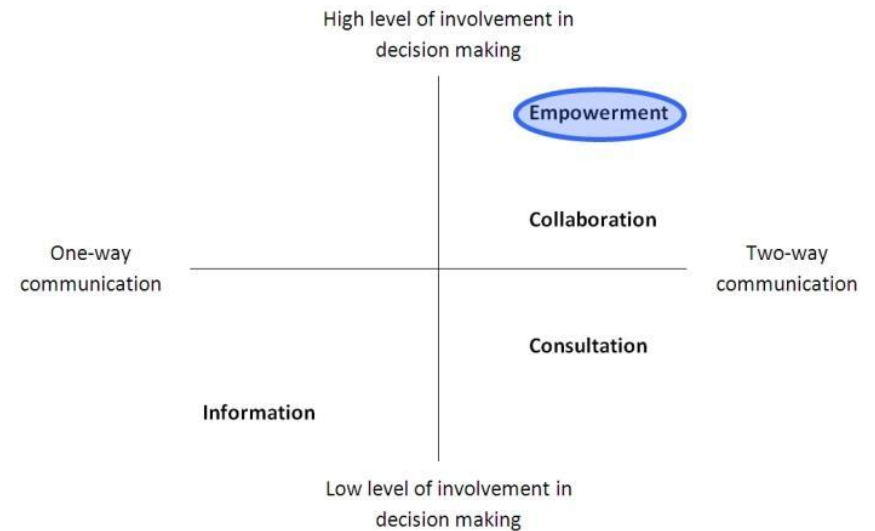 High level of involvement in
decision making
Empowerment
Collaboration
One-way
communication
Two-way
communication
Consultation
Information
Low level of involvement in
decision making